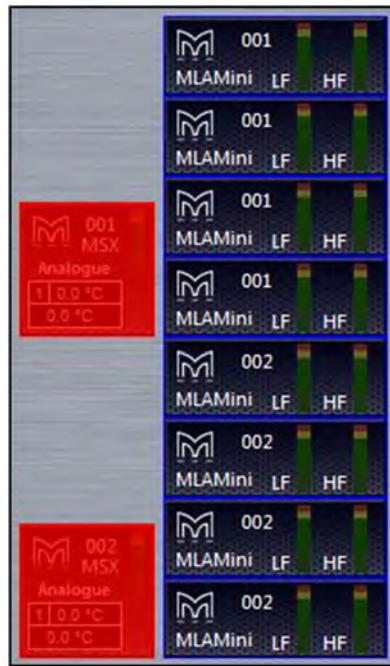 001
MLAMini LF HF
001
MLAMini LF HF
001
MLAMini LF HF
001
MLAMini LF HF
002
MLAMini LF HF
002
MLAMini LF HF
002
MLAMini LF HF
002
MLAMini LF HF
001
MSX
Analogue
1 0.0 °C
0.0 °C
002
MSX
Analogue
1 0.0 °C
0.0 °C